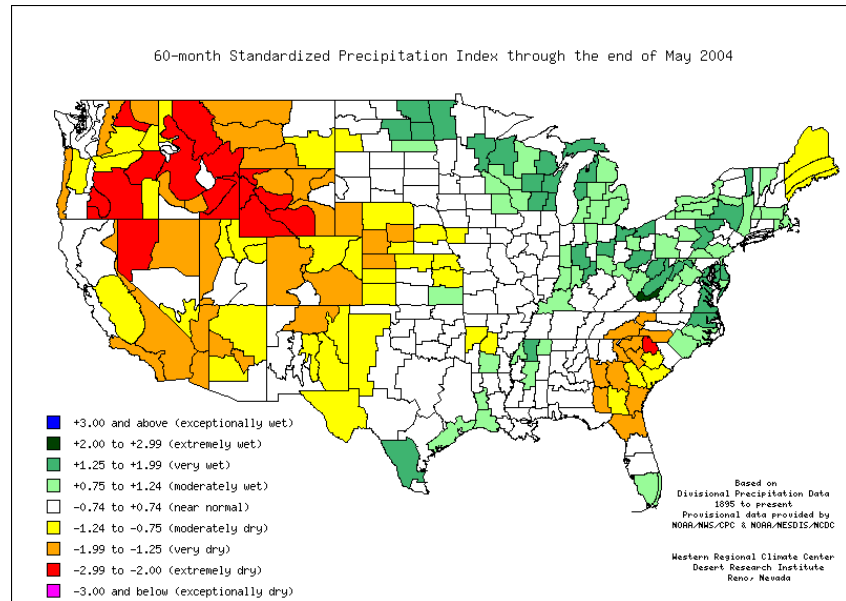 60-month Standardized Precipitation Index through the end of May 2004
+3.00 and above (exceptionally wet)
+2.00 to +2.99 (extremely wet)
+1.25 to +1.99 (very wet)
+0.75 to +1.24 (moderately wet)
-0.74 to +0.74 (near normal)
-1.24 to -0.75 (moderately dry)
-1.99 to -1.25 (very dry)
-2.99 to -2.00 (extremely dry)
-3.00 and below (exceptionally dry)
Based on
Divisional Precipitation Data
1895 to present
Provisional data provided by
NOAA/NWS/CPC & NOAA/NESDIS/NCDC
Western Regional Climate Center
Desert Research Institute
Reno, Nevada